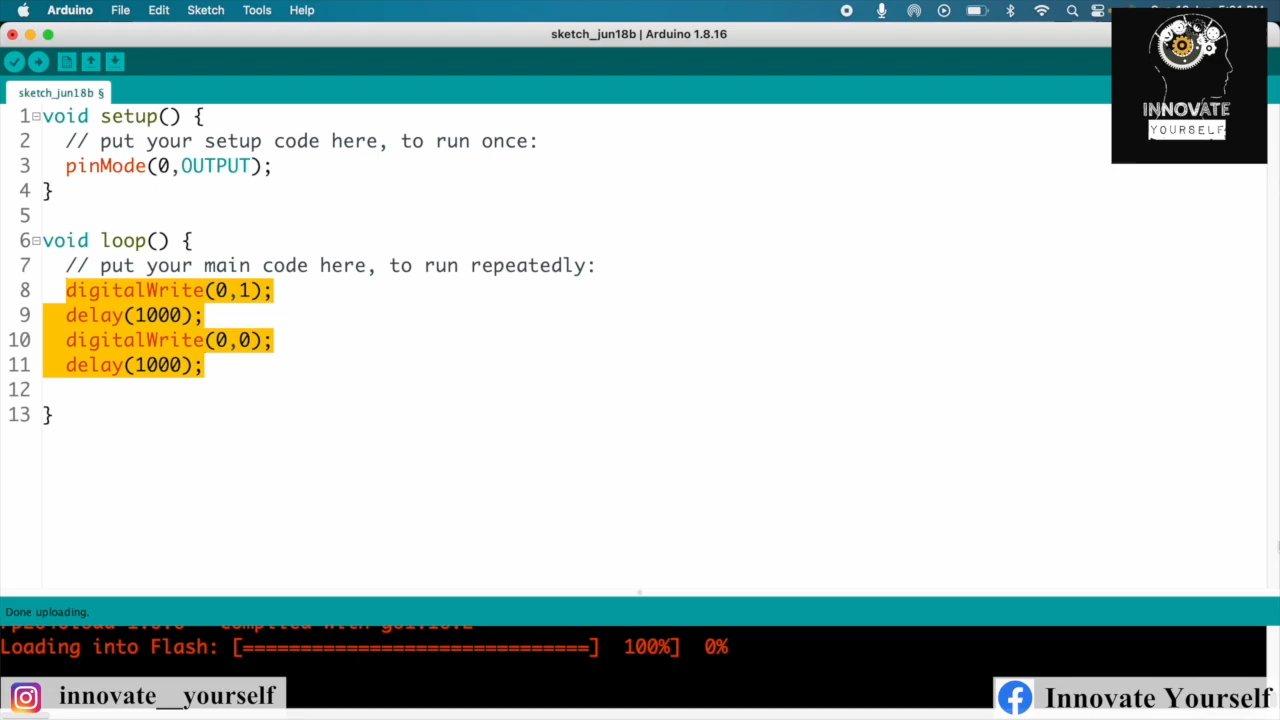 Arduino File Edit Sketch Tools Help
sketch_jun18b | Arduino 1.8.16
INNOVATE
YOURSELF
sketch_jun18b §
1 void setup() {
2 // put your setup code here, to run once:
3 pinMode(0,OUTPUT);
4 }
5
6 void loop() {
7 // put your main code here, to run repeatedly:
8 digitalWrite(0,1);
9 delay(1000);
10 digitalWrite(0,0);
11 delay(1000);
12
13 }
Done uploading.
Loading into Flash: [==============================] 100%] 0%
innovate__yourself
Innovate Yourself